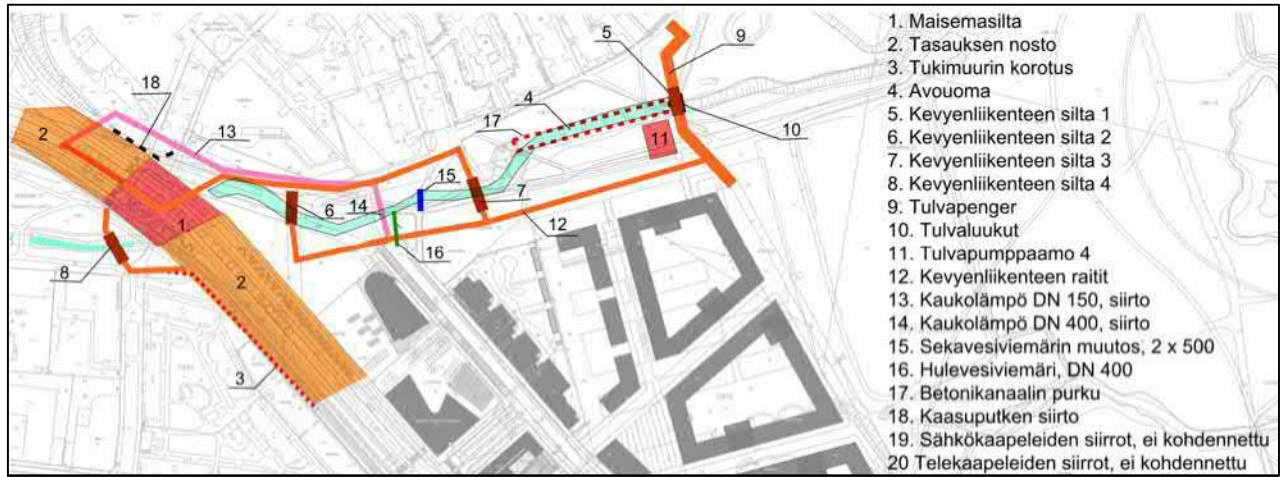 1. Maisemasilta
2. Tasauksen nosto
3. Tukimuurin korotus
4. Avouoma
5. Kevyenliikenteen silta 1
6. Kevyenliikenteen silta 2
7. Kevyenliikenteen silta 3
8. Kevyenliikenteen silta 4
9. Tulvapenger
10. Tulvaluukut
11. Tulvapumppaamo 4
12. Kevyenliikenteen raitit
13. Kaukolämpö DN 150, siirto
14. Kaukolämpö DN 400, siirto
15. Sekavesiviemärin muutos, 2 x 500
16. Hulevesiviemäri, DN 400
17. Betonikanaalin purku
18. Kaasuputken siirto
19. Sähkökaapeleiden siirrot, ei kohdennettu
20 Telekaapeleiden siirrot, ei kohdennettu
5
9
18
4
2
13
17
10
11
15
1.
6
14
7
12
16
8
2
3